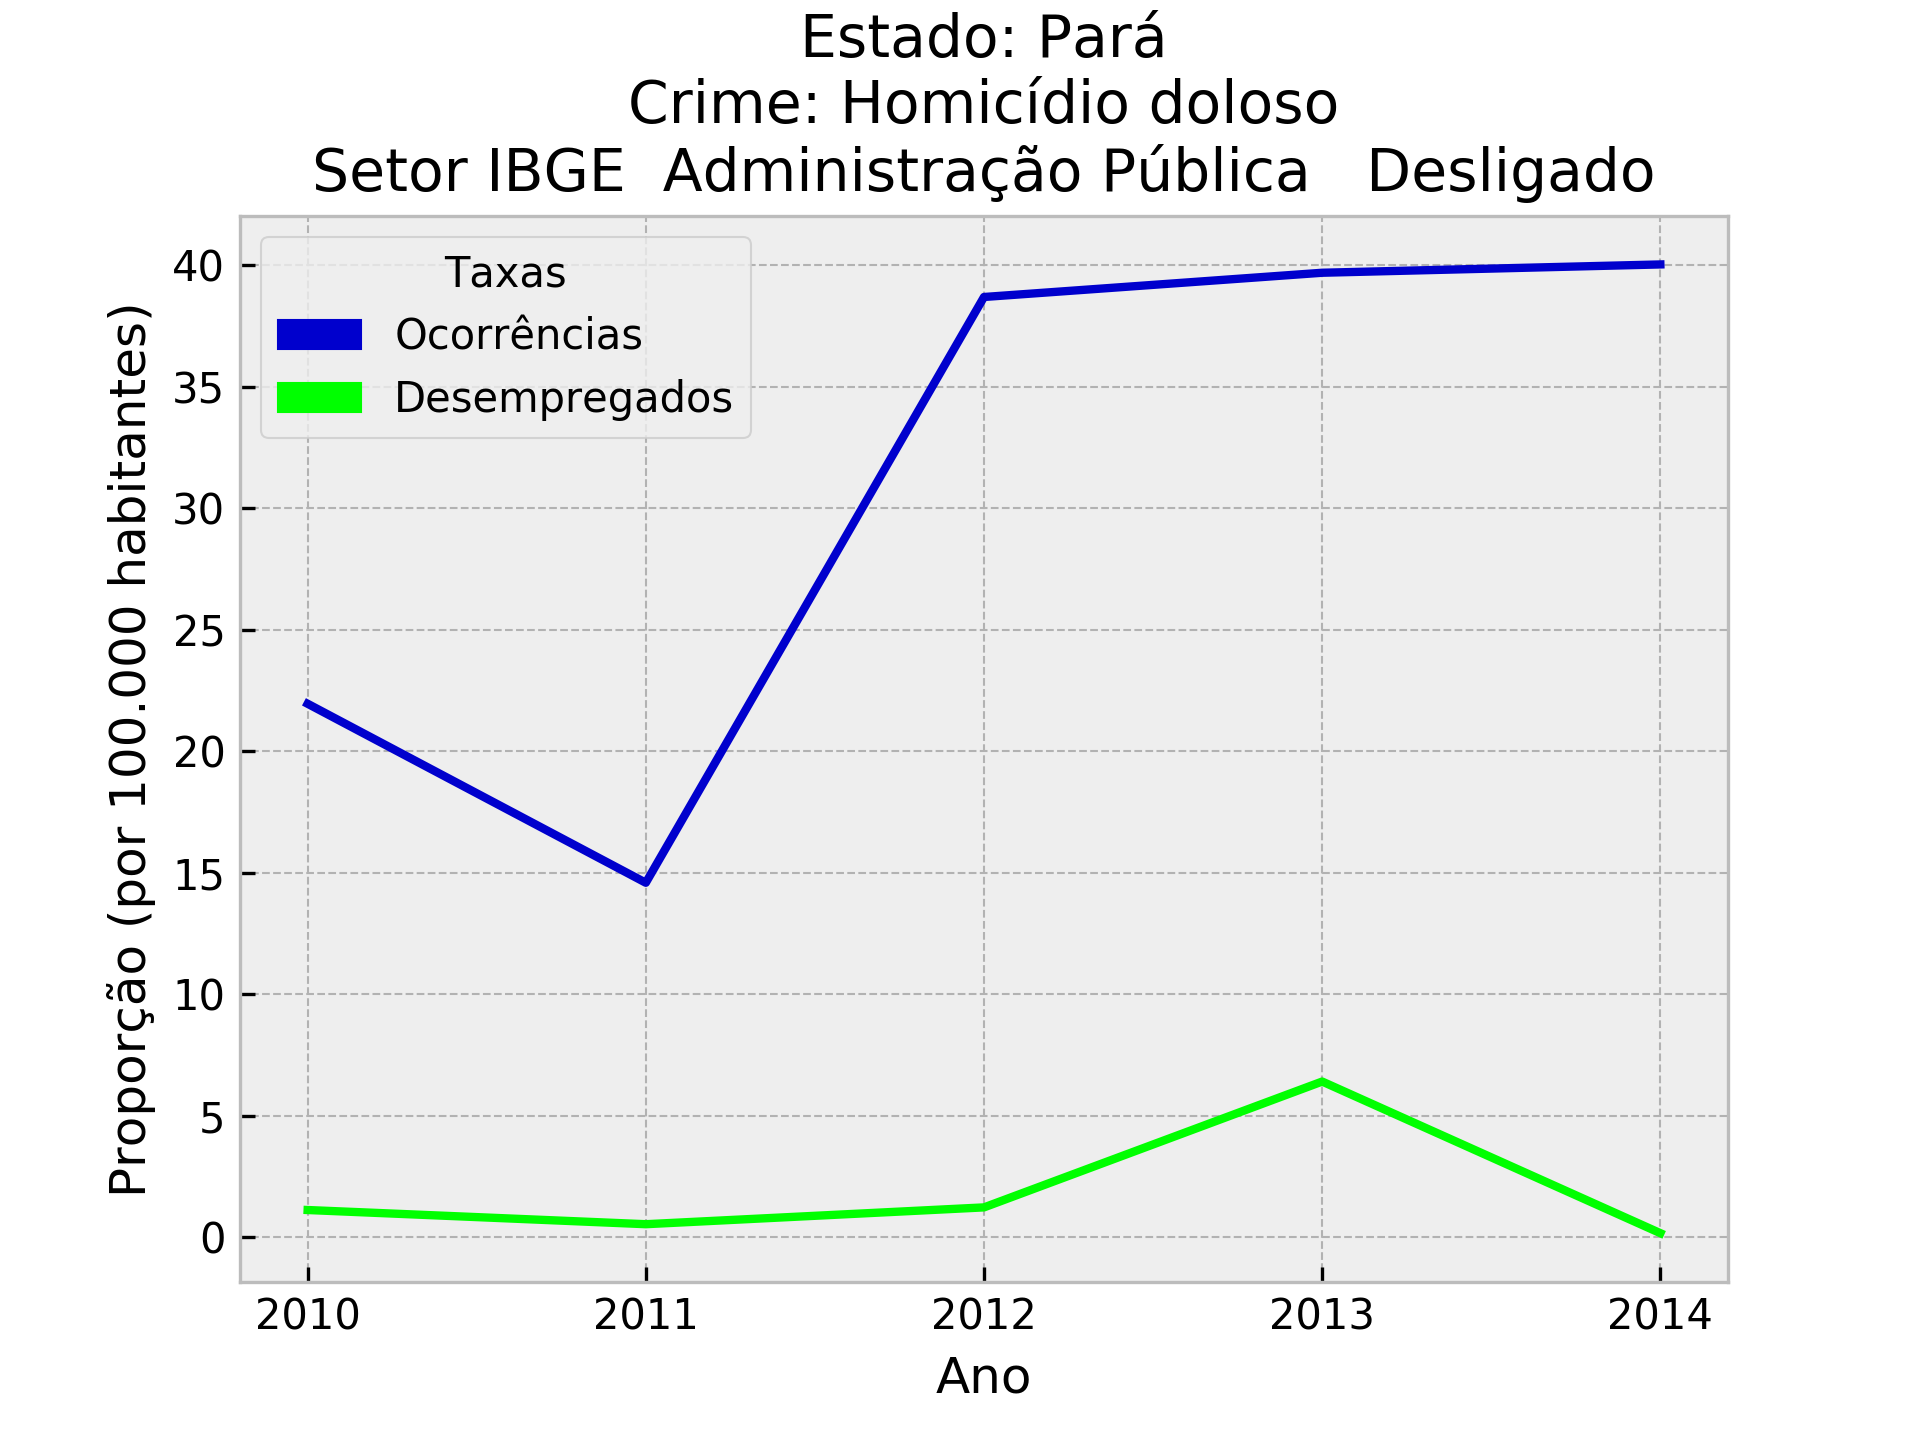 Estado: Pará
Crime: Homicídio doloso
Setor IBGE  Administração Pública   Desligado
Taxas
Ocorrências
Desempregados
Proporção (por 100.000 habitantes)
40
35
30
25
20
15
10
5
0
2010 2011 2012 2013 2014
Ano